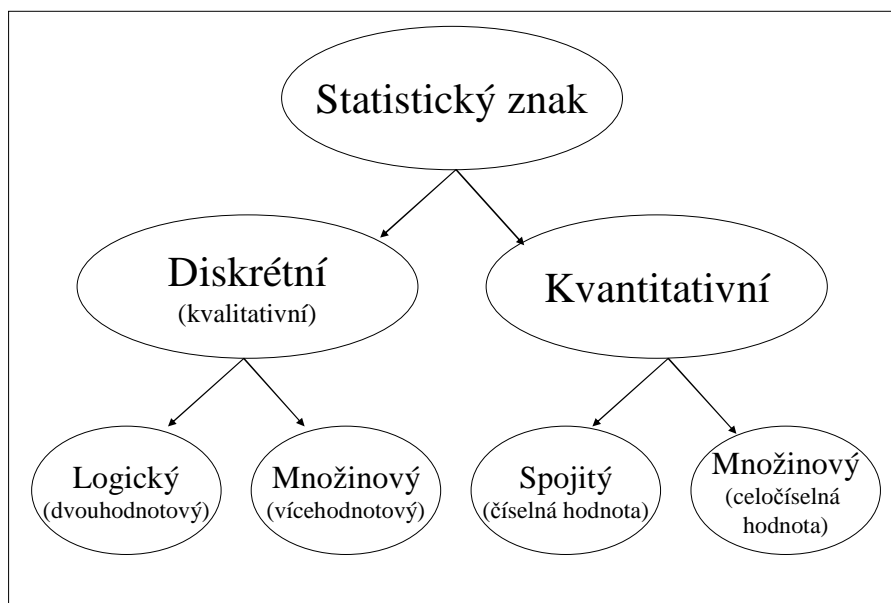 Statistický znak
Diskrétní
(kvalitativní)
Kvantitativní
Logický
(dvouhodnotový)
Množinový
(vícehodnotový)
Spojitý
(číselná hodnota)
Množinový
(celočíselná
hodnota)